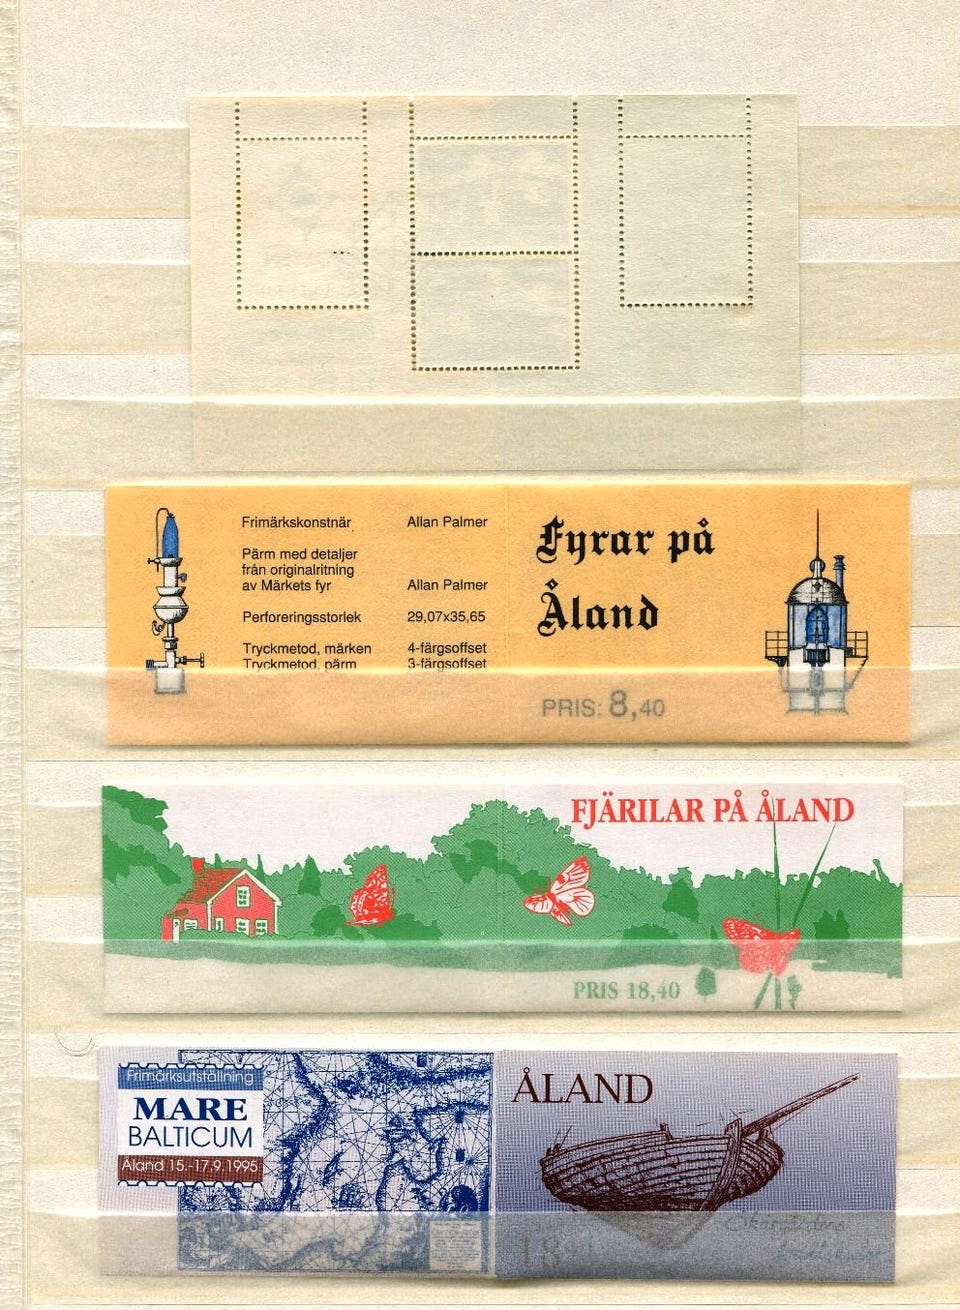 Frimärkskonstnär Allan Palmer
Pärm med detaljer
från originalritning
av Märkets fyr Allan Palmer
Perforeringsstorlek 29,07x35,65
Tryckmetod, märken 4-färgsoffset
Tryckmetod, pärm 3-färgsoffset
Fyrar på
Åland
PRIS: 8,40
FJÄRILAR PÅ ÅLAND
PRIS 18,40
Frimärksutställning
MARE
BALTICUM
Åland 15.-17.9.1995
ÅLAND